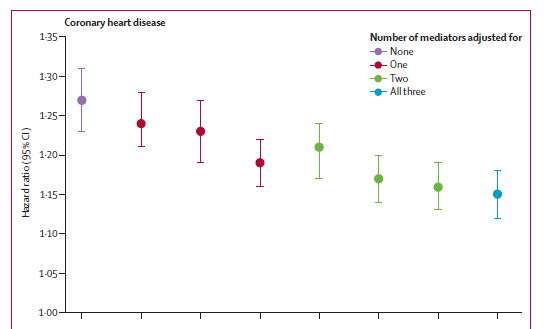 Coronary heart disease
Number of mediators adjusted for
None
One
Two
All three
Hazard ratio (95% CI)
1·35
1·30
1·25
1·20
1·15
1·10
1·05
1·00